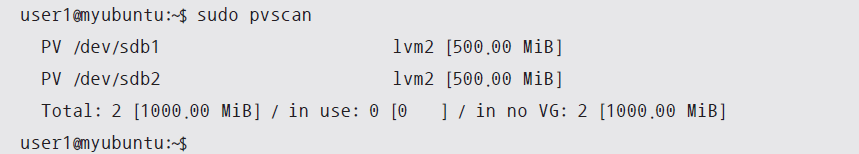 user1@myubuntu:~$ sudo pvscan
PV /dev/sdb1 lvm2 [500.00 MiB]
PV /dev/sdb2 lvm2 [500.00 MiB]
Total: 2 [1000.00 MiB] / in use: 0 [0 ] / in no VG: 2 [1000.00 MiB]
user1@myubuntu:~$